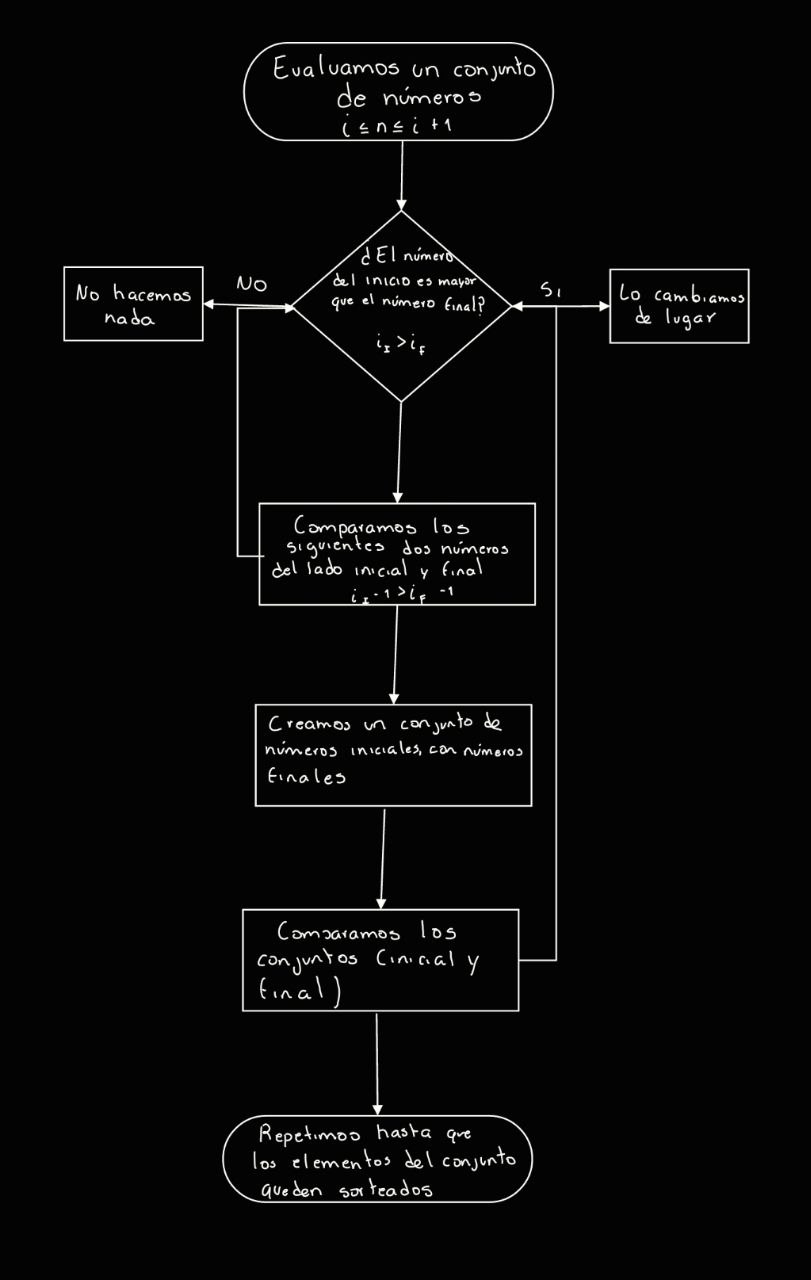 Evaluamos un conjunto
de números
i ≤ n ≤ i +1
¿El número
del inicio es mayor
que el número final?
i_I > i_F
NO
No hacemos
nada
Si
Lo cambiamos
de lugar
Comparamos los
siguientes dos números
del lado inicial y final
i_I -1 > i_F -1
Creamos un conjunto de
números iniciales, con números
finales
Comparamos los
conjuntos (inicial y
final)
Repetimos hasta que
los elementos del conjunto
queden sorteados